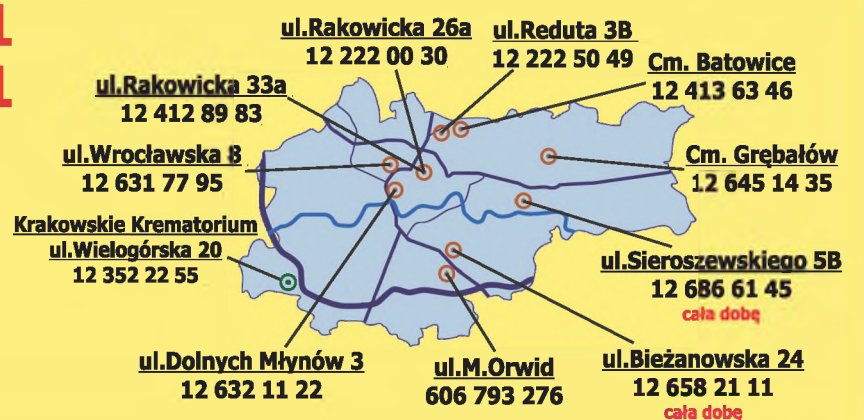 1
1
ul.Rakowicka 26a
12 222 00 30
ul.Reduta 3B
12 222 50 49
Cm. Batowice
12 413 63 46
ul.Rakowicka 33a
12 412 89 83
ul.Wrocławska 8
12 631 77 95
Cm. Grębałów
12 645 14 35
Krakowskie Krematorium
ul.Wielogórska 20
12 352 22 55
ul.Sieroszewskiego 5B
12 686 61 45
całą dobę
ul.Dolnych Młynów 3
12 632 11 22
ul.M.Orwid
606 793 276
ul.Bieżanowska 24
12 658 21 11
całą dobę